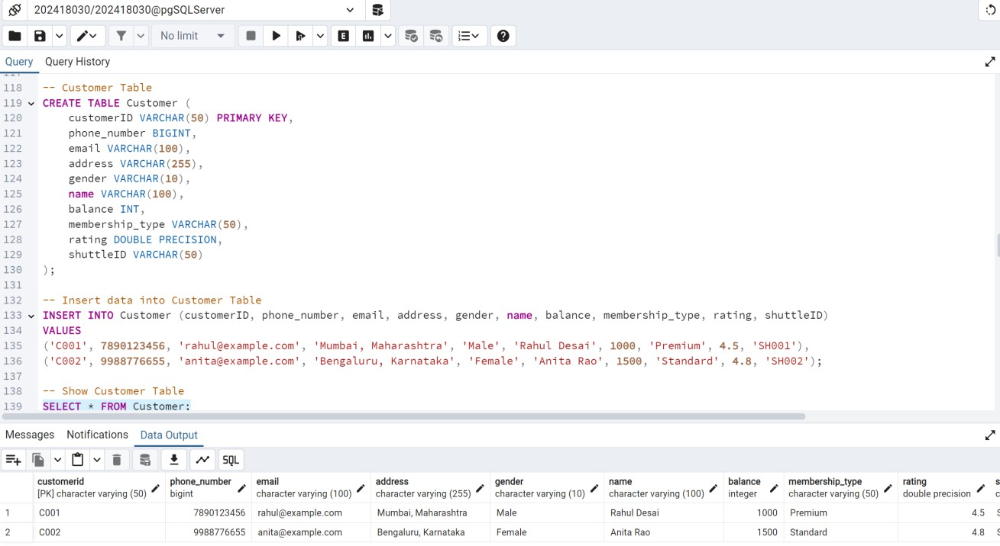 202418030/202418030@pgSQLServer
No limit
E
Query Query History
117
118 -- Customer Table
119 CREATE TABLE Customer (
120 customerID VARCHAR(50) PRIMARY KEY,
121 phone_number BIGINT,
122 email VARCHAR(100),
123 address VARCHAR(255),
124 gender VARCHAR(10),
125 name VARCHAR(100),
126 balance INT,
127 membership_type VARCHAR(50),
128 rating DOUBLE PRECISION,
129 shuttleID VARCHAR(50)
130 );
131
132 -- Insert data into Customer Table
133 INSERT INTO Customer (customerID, phone_number, email, address, gender, name, balance, membership_type, rating, shuttleID)
134 VALUES
135 ('C001', 7890123456, 'rahul@example.com', 'Mumbai, Maharashtra', 'Male', 'Rahul Desai', 1000, 'Premium', 4.5, 'SH001'),
136 ('C002', 9988776655, 'anita@example.com', 'Bengaluru, Karnataka', 'Female', 'Anita Rao', 1500, 'Standard', 4.8, 'SH002');
137
138 -- Show Customer Table
139 SELECT * FROM Customer;
Messages Notifications Data Output
SQL
customerid phone_number email address gender name balance membership_type rating s
[PK] character varying (50) bigint character varying (100) character varying (255) character varying (10) character varying (100) integer character varying (50) double precision c
1 C001 7890123456 rahul@example.com Mumbai, Maharashtra Male Rahul Desai 1000 Premium 4.5 S
2 C002 9988776655 anita@example.com Bengaluru, Karnataka Female Anita Rao 1500 Standard 4.8 S